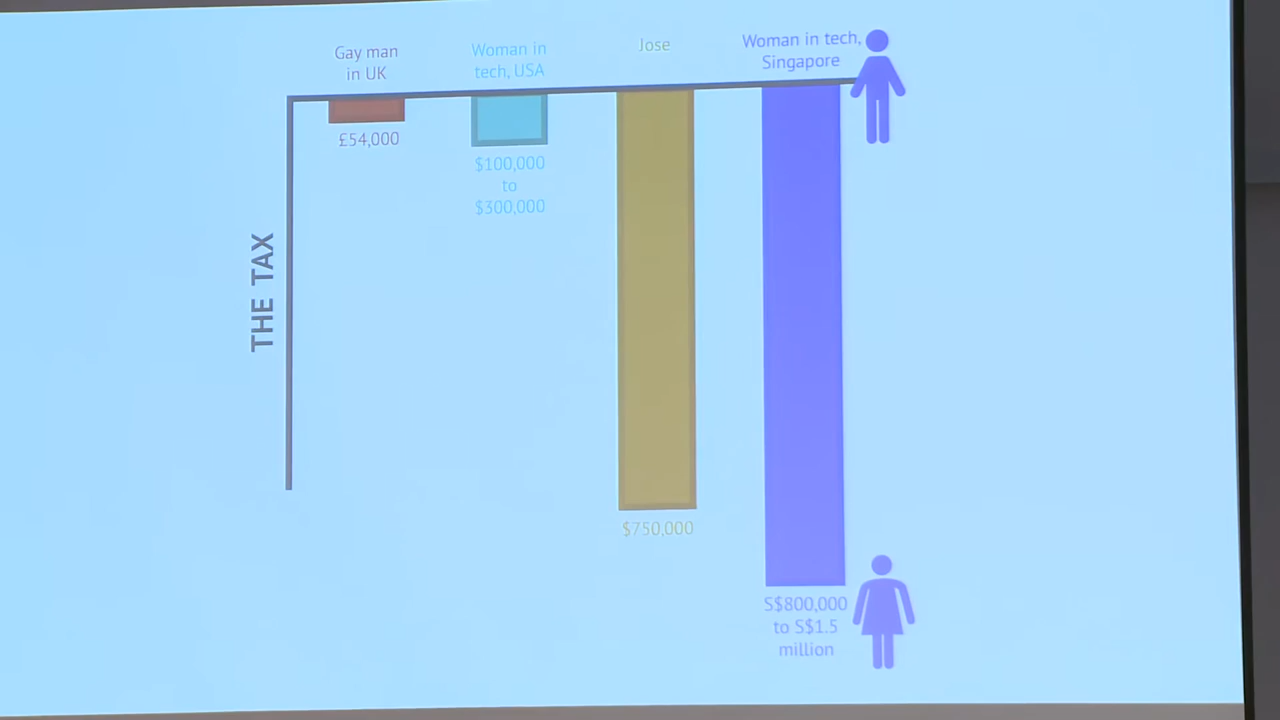 Gay man
in UK
Woman in
tech, USA
Jose
Woman in tech,
Singapore
THE TAX
£54,000
$100,000
to
$300,000
$750,000
S$800,000
to S$1.5
million